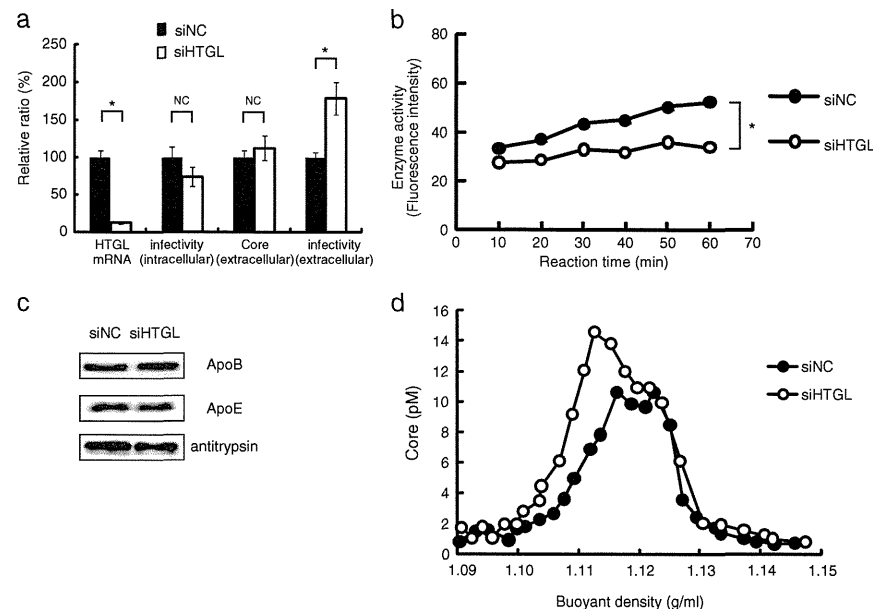 a
siNC
siHTGL
Relative ratio (%)
250
200
150
100
50
0
*
NC
NC
*
HTGL mRNA
infectivity (intracellular)
Core (extracellular)
infectivity (extracellular)
b
Enzyme activity
(Fluorescence intensity)
80
60
40
20
0
0 10 20 30 40 50 60 70
Reaction time (min)
siNC
*
siHTGL
c
siNC siHTGL
ApoB
ApoE
antitrypsin
d
Core (pM)
16
14
12
10
8
6
4
2
0
1.09 1.10 1.11 1.12 1.13 1.14 1.15
Buoyant density (g/ml)
siNC
siHTGL